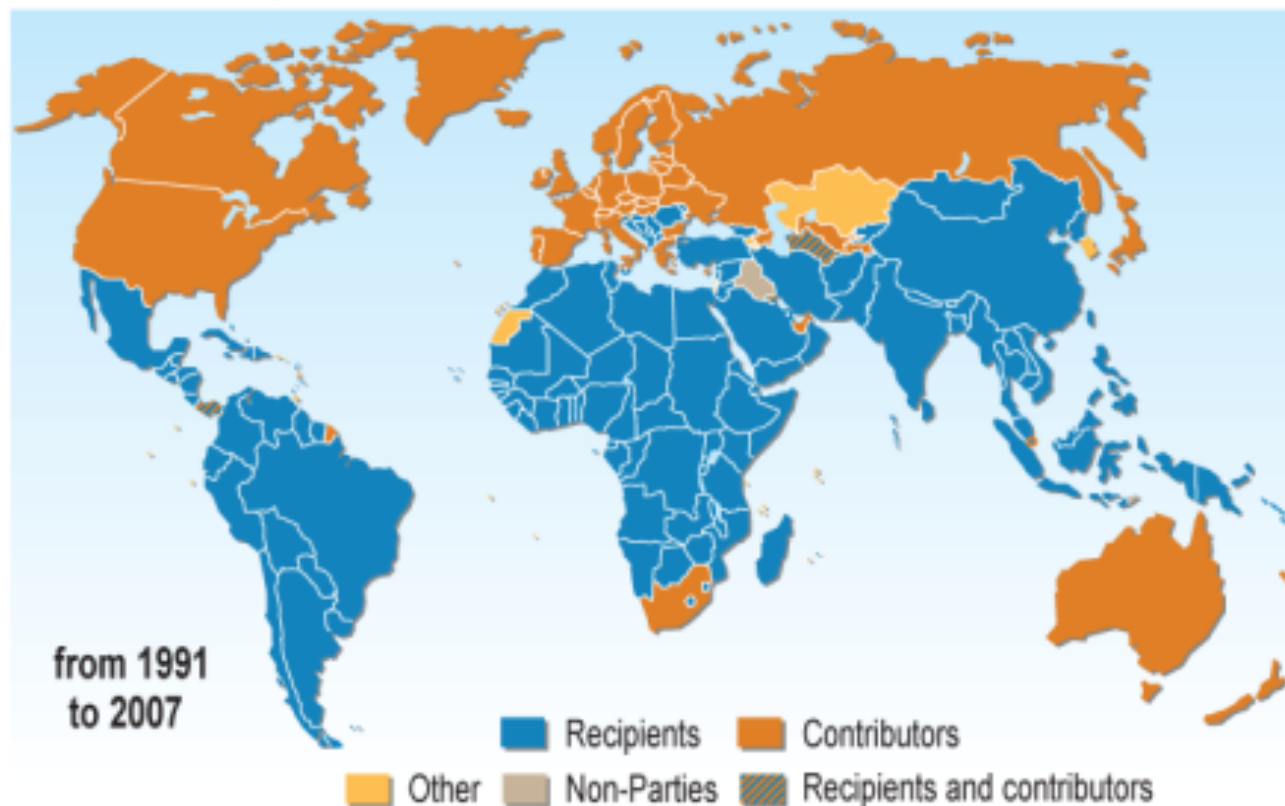 from 1991
to 2007
Recipients
Contributors
Other
Non-Parties
Recipients and contributors